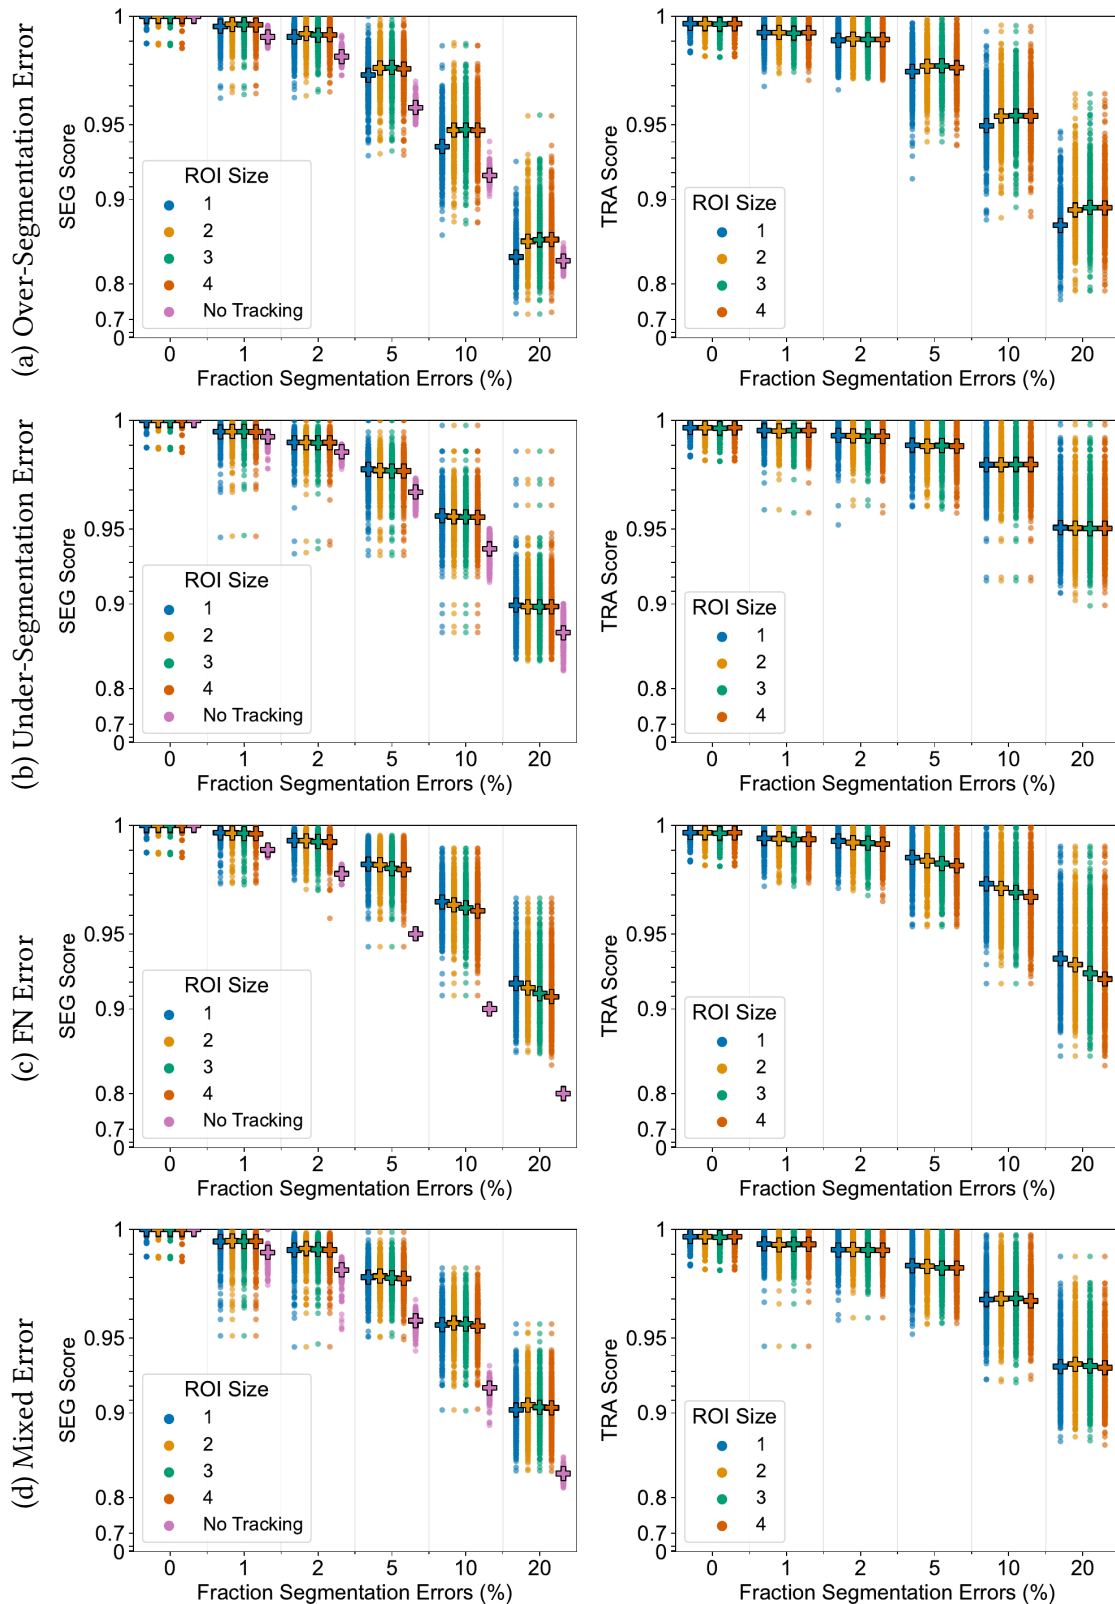 (a) Over-Segmentation Error
SEG Score
1
0.95
0.9
0.8
0.7
0
ROI Size
1
2
3
4
No Tracking
0 1 2 5 10 20
Fraction Segmentation Errors (%)
TRA Score
1
0.95
0.9
0.8
0.7
0
ROI Size
1
2
3
4
0 1 2 5 10 20
Fraction Segmentation Errors (%)
(b) Under-Segmentation Error
SEG Score
1
0.95
0.9
0.8
0.7
0
ROI Size
1
2
3
4
No Tracking
0 1 2 5 10 20
Fraction Segmentation Errors (%)
TRA Score
1
0.95
0.9
0.8
0.7
0
ROI Size
1
2
3
4
0 1 2 5 10 20
Fraction Segmentation Errors (%)
(c) FN Error
SEG Score
1
0.95
0.9
0.8
0.7
0
ROI Size
1
2
3
4
No Tracking
0 1 2 5 10 20
Fraction Segmentation Errors (%)
TRA Score
1
0.95
0.9
0.8
0.7
0
ROI Size
1
2
3
4
0 1 2 5 10 20
Fraction Segmentation Errors (%)
(d) Mixed Error
SEG Score
1
0.95
0.9
0.8
0.7
0
ROI Size
1
2
3
4
No Tracking
0 1 2 5 10 20
Fraction Segmentation Errors (%)
TRA Score
1
0.95
0.9
0.8
0.7
0
ROI Size
1
2
3
4
0 1 2 5 10 20
Fraction Segmentation Errors (%)